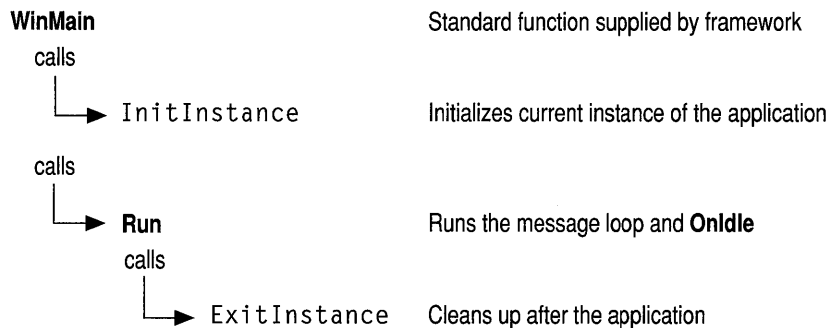 WinMain Standard function supplied by framework
calls
InitInstance Initializes current instance of the application
calls
Run Runs the message loop and OnIdle
calls
ExitInstance Cleans up after the application